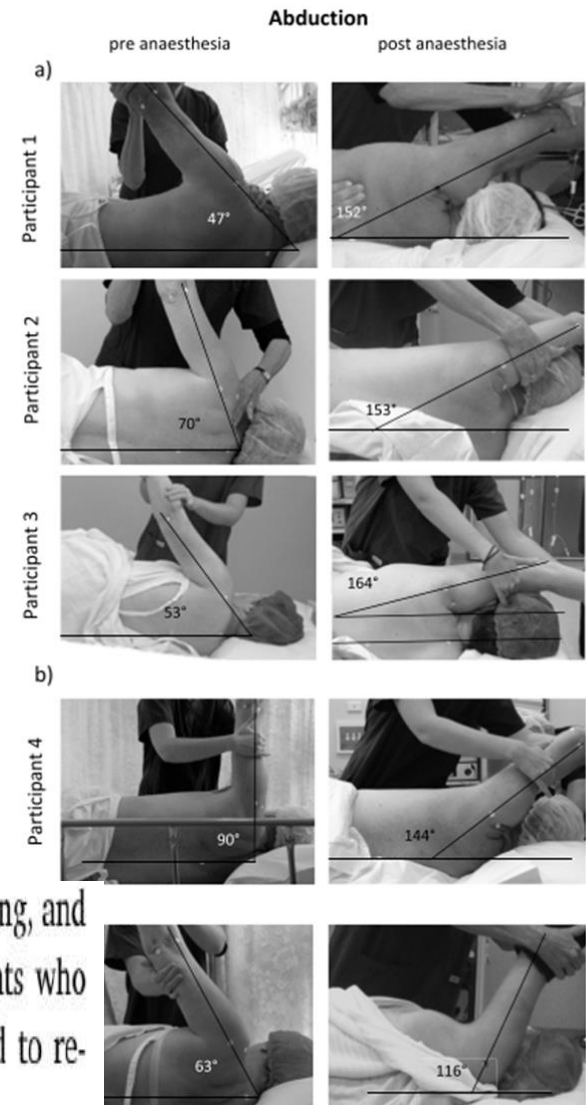 Abduction
pre anaesthesia
post anaesthesia
a)
Participant 1
47°
152°
Participant 2
70°
153°
Participant 3
53°
164°
b)
Participant 4
90°
144°
ng, and
nts who
d to re-
63°
116°